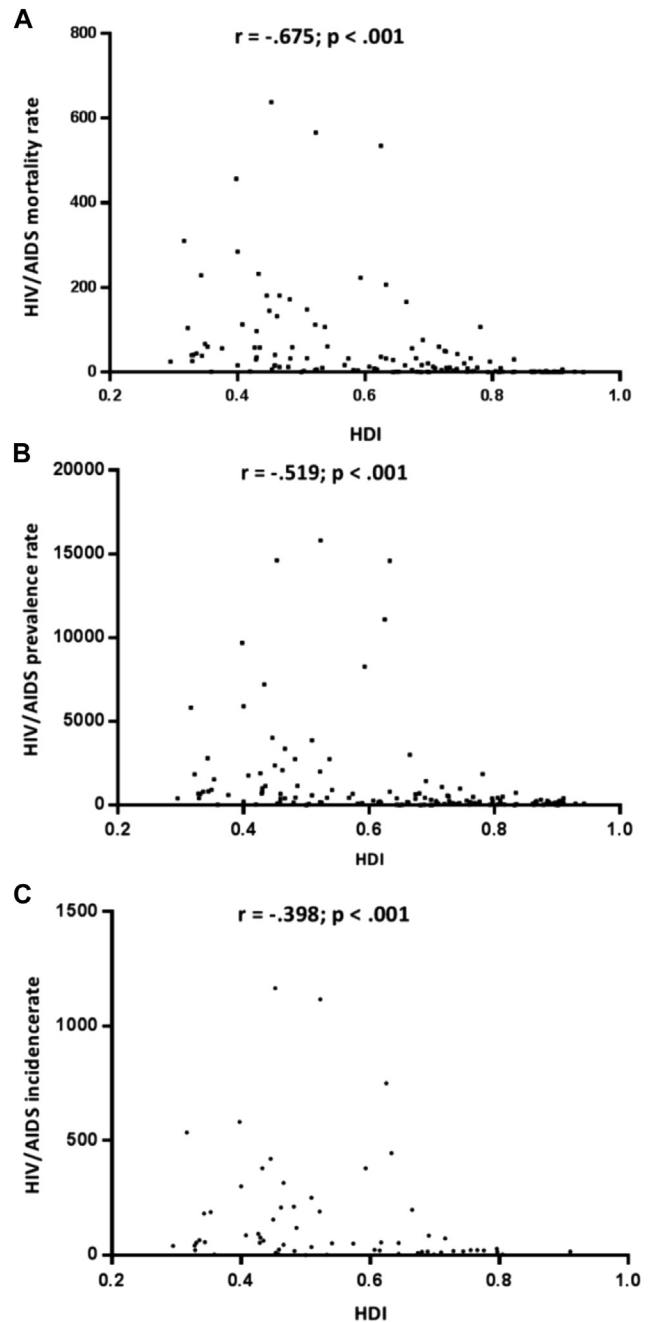 A
r = -.675; p < .001
HIV/AIDS mortality rate
800
600
400
200
0
0.2 0.4 0.6 0.8 1.0
HDI
B
r = -.519; p < .001
HIV/AIDS prevalence rate
20000
15000
10000
5000
0
0.2 0.4 0.6 0.8 1.0
HDI
C
r = -.398; p < .001
HIV/AIDS incidencerate
1500
1000
500
0
0.2 0.4 0.6 0.8 1.0
HDI